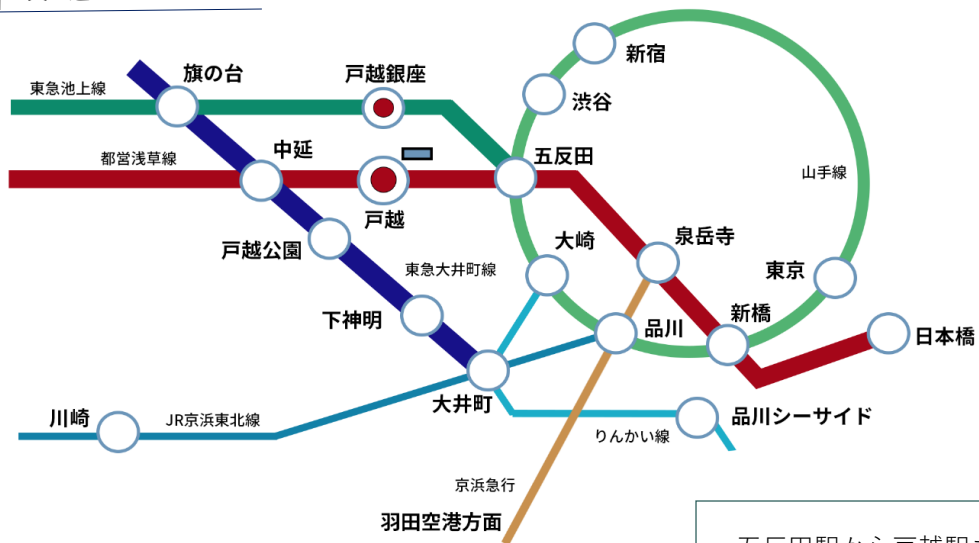 新宿
旗の台
戸越銀座
東急池上線
渋谷
中延
五反田
都営浅草線
山手線
戸越
戸越公園
大崎
泉岳寺
東急大井町線
東京
下神明
品川
新橋
日本橋
大井町
川崎
JR京浜東北線
品川シーサイド
りんかい線
京浜急行
羽田空港方面